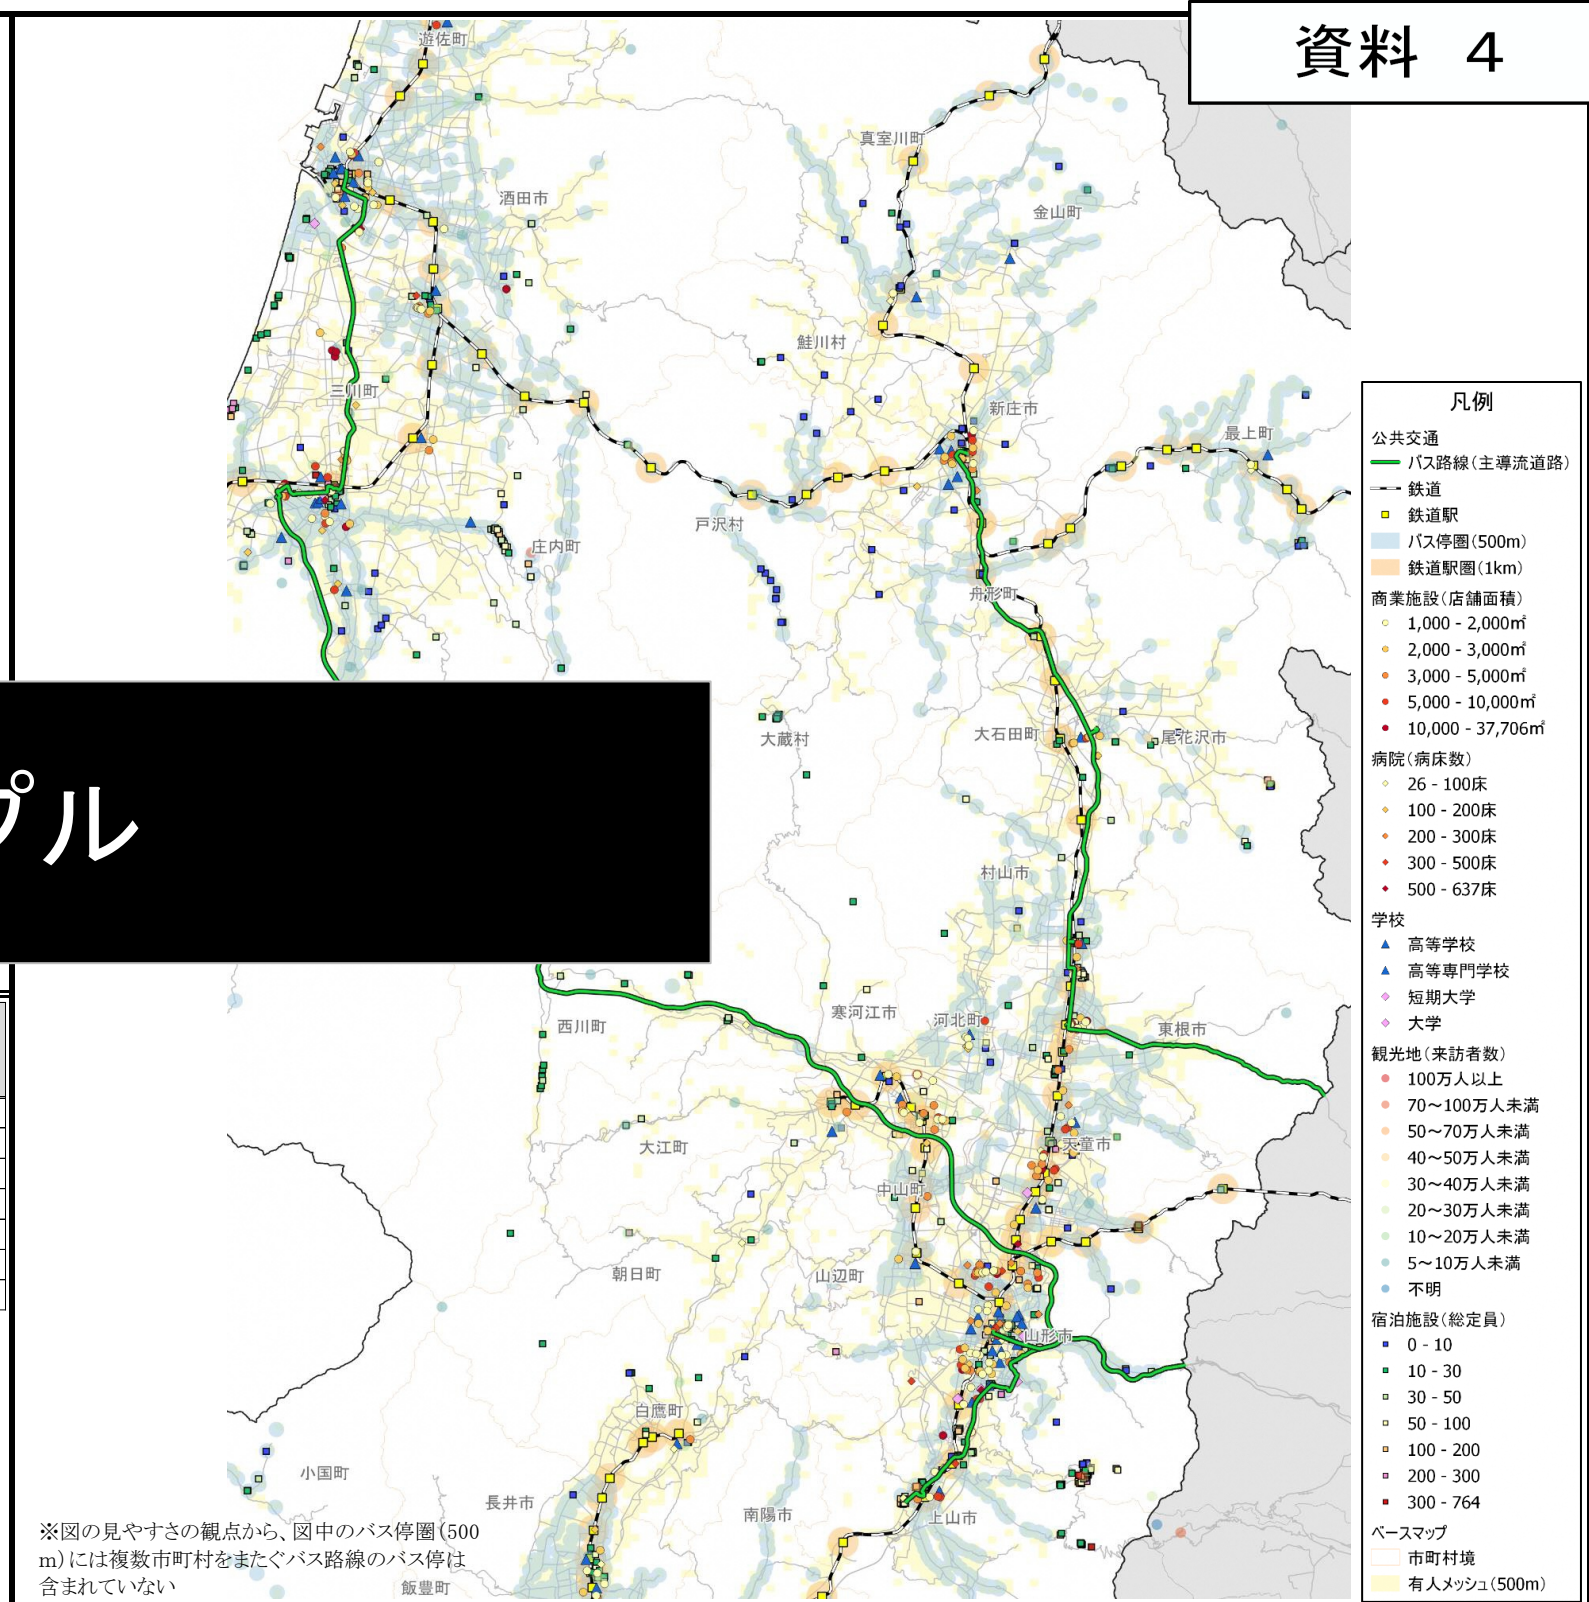 資料　4
遊佐町
真室川町
酒田市
金山町
鮭川村
三川町
新庄市
最上町
戸沢村
庄内町
舟形町
大蔵村
大石田町
尾花沢市
プル
村山市
西川町
寒河江市
河北町
東根市
大江町
天童市
中山町
朝日町
山辺町
山形市
白鷹町
小国町
長井市
南陽市
上山市
飯豊町
※図の見やすさの観点から、図中のバス停圏(500
m)には複数市町村をまたぐバス路線のバス停は
含まれていない
凡例
公共交通
バス路線(主導流道路)
鉄道
鉄道駅
バス停圏(500m)
鉄道駅圏(1km)
商業施設(店舗面積)
1,000 - 2,000㎡
2,000 - 3,000㎡
3,000 - 5,000㎡
5,000 - 10,000㎡
10,000 - 37,706㎡
病院(病床数)
26 - 100床
100 - 200床
200 - 300床
300 - 500床
500 - 637床
学校
高等学校
高等専門学校
短期大学
大学
観光地(来訪者数)
100万人以上
70～100万人未満
50～70万人未満
40～50万人未満
30～40万人未満
20～30万人未満
10～20万人未満
5～10万人未満
不明
宿泊施設(総定員)
0 - 10
10 - 30
30 - 50
50 - 100
100 - 200
200 - 300
300 - 764
ベースマップ
市町村境
有人メッシュ(500m)